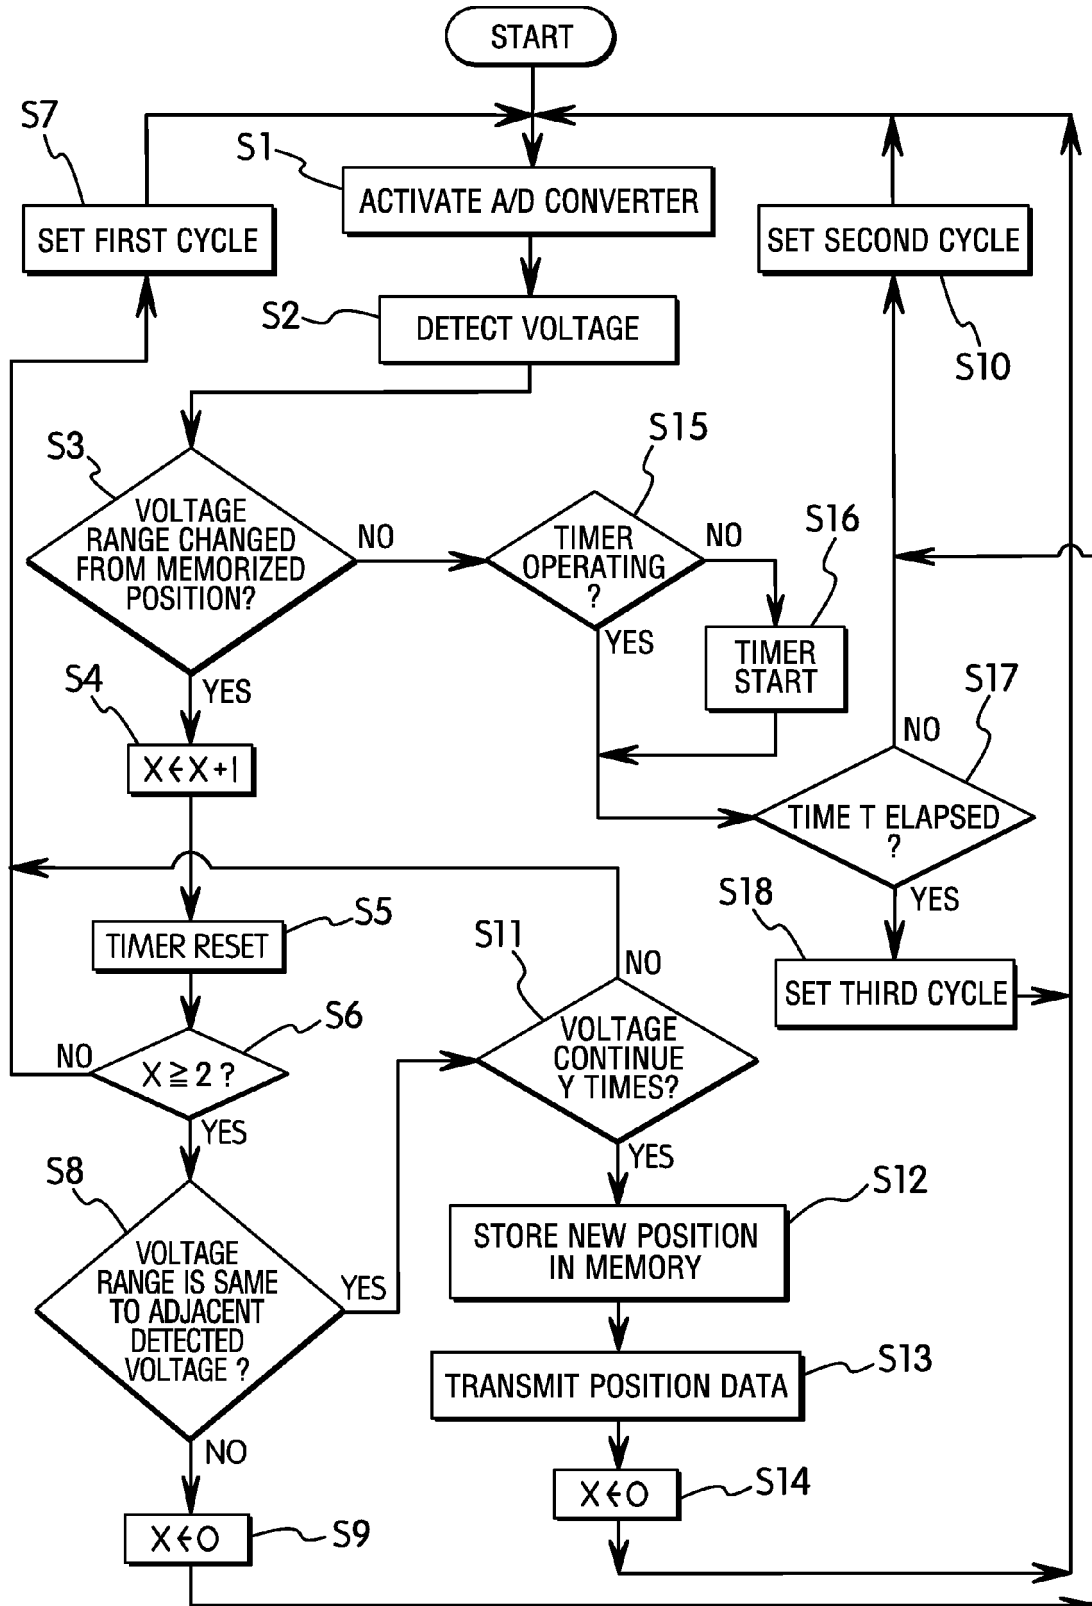 START
S7
S1
ACTIVATE A/D CONVERTER
SET FIRST CYCLE
SET SECOND CYCLE
S2
DETECT VOLTAGE
S10
S3
VOLTAGE
RANGE CHANGED
FROM MEMORIZED
POSITION?
NO
YES
S15
TIMER
OPERATING
?
NO
YES
S16
TIMER
START
S4
X←X+1
S17
NO
TIME T ELAPSED
?
YES
S18
SET THIRD CYCLE
S5
TIMER RESET
S6
NO
X≧2?
YES
S11
NO
VOLTAGE
CONTINUE
Y TIMES?
YES
S8
VOLTAGE
RANGE IS SAME
TO ADJACENT
DETECTED
VOLTAGE ?
YES
NO
S12
STORE NEW POSITION
IN MEMORY
S13
TRANSMIT POSITION DATA
S14
X←0
S9
X←0